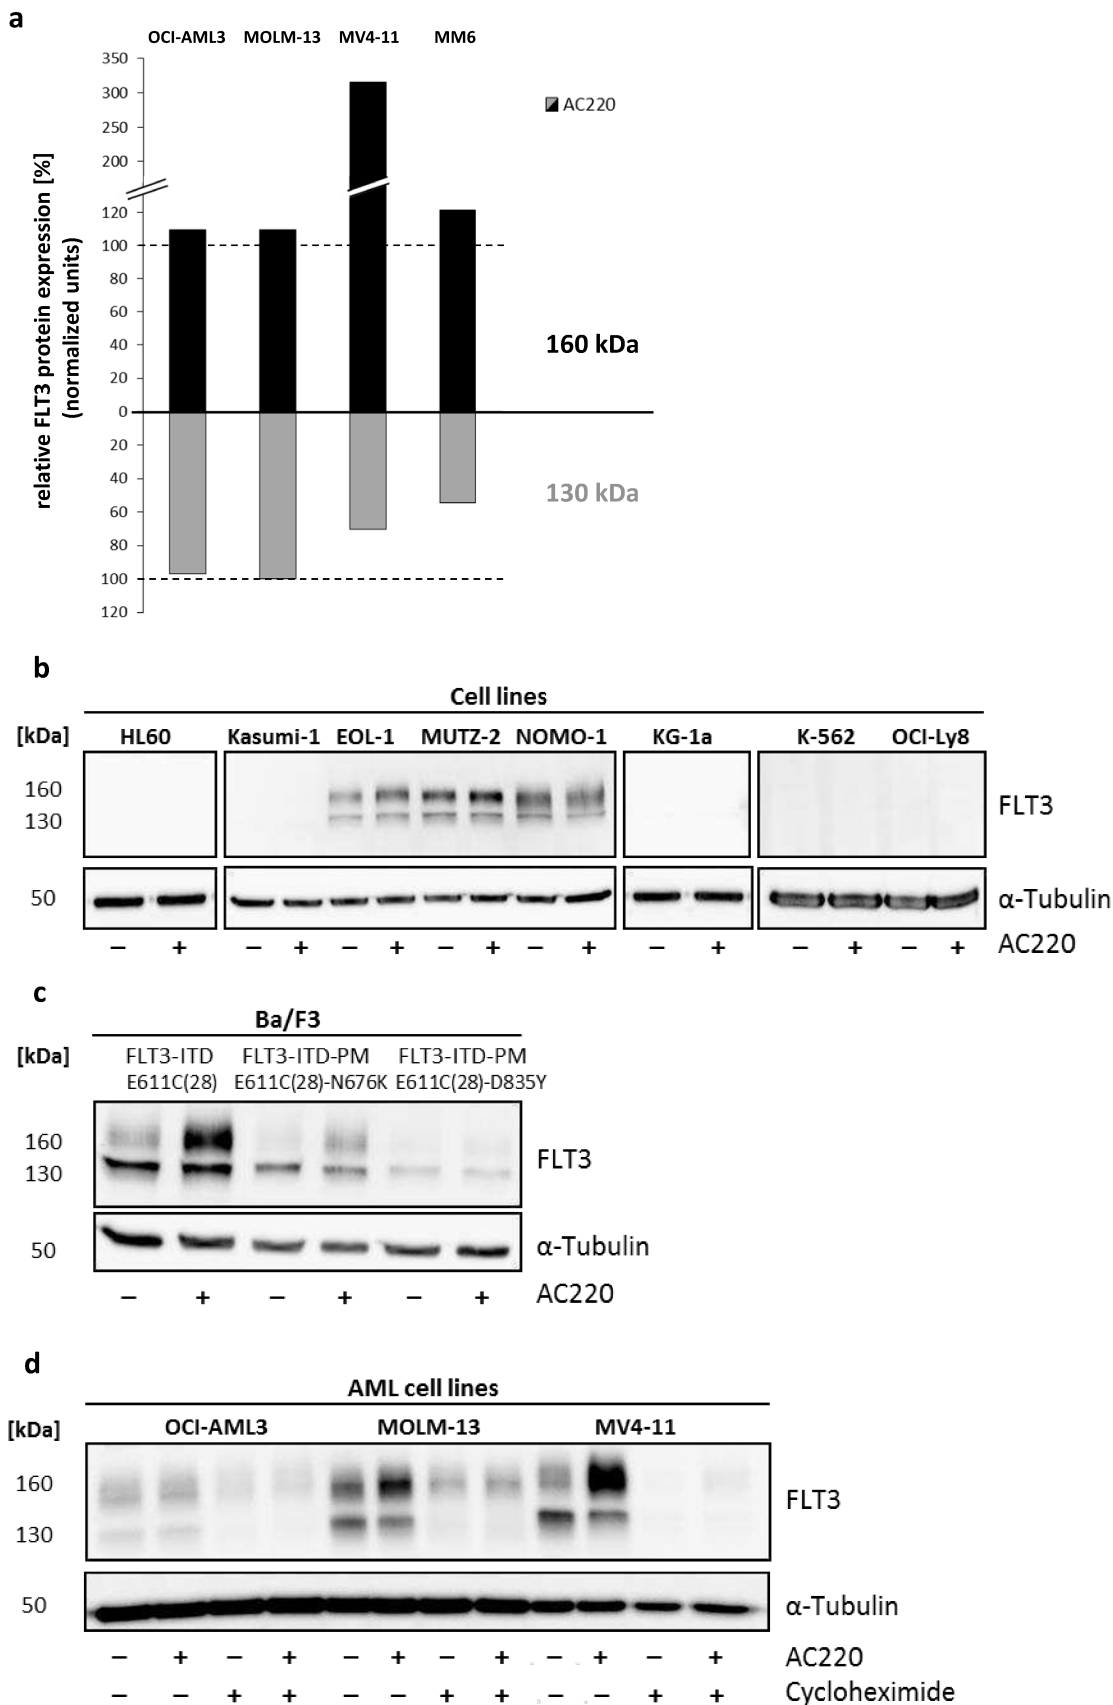 a
OCI-AML3 MOLM-13 MV4-11 MM6
350
300
250
200
120
100
80
60
40
20
0
20
40
60
80
100
120
relative FLT3 protein expression [%]
(normalized units)
AC220
160 kDa
130 kDa
b
Cell lines
[kDa] HL60 Kasumi-1 EOL-1 MUTZ-2 NOMO-1 KG-1a K-562 OCI-Ly8
160
130
FLT3
50 α-Tubulin
– + – + – + – + – + – + – + – + AC220
c
Ba/F3
[kDa] FLT3-ITD FLT3-ITD-PM FLT3-ITD-PM
E611C(28) E611C(28)-N676K E611C(28)-D835Y
160
130
FLT3
50 α-Tubulin
– + – + – + AC220
d
AML cell lines
[kDa] OCI-AML3 MOLM-13 MV4-11
160
130
FLT3
50 α-Tubulin
– + – + – + – + – + – + AC220
– – + + – – + + – – + + Cycloheximide